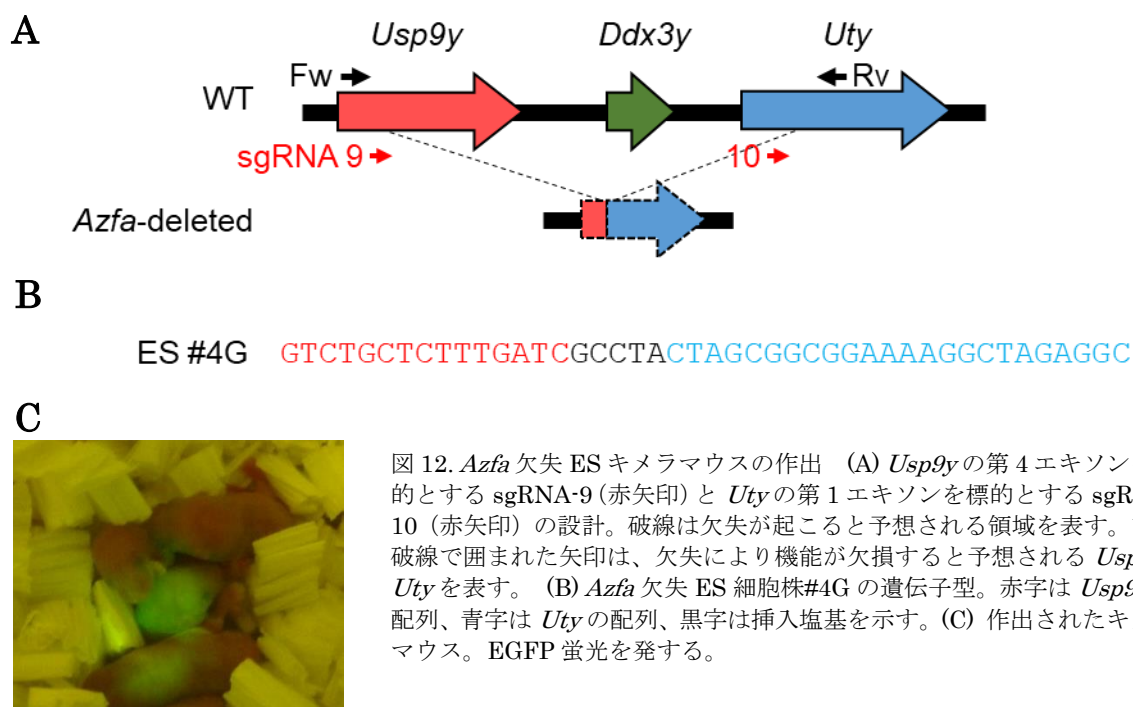 A
Usp9y Ddx3y Uty
Fw Rv
WT
sgRNA 9 10
Azfa-deleted
B
ES #4G GTCTGCTCTTTGATCGCCTACTAGCGGCGGAAAAGGCTAGAGGC
C
図 12. Azfa 欠失 ES キメラマウスの作出 (A) Usp9y の第 4 エキソン
的とする sgRNA-9 (赤矢印) と Uty の第 1 エキソンを標的とする sgR
10 (赤矢印) の設計。破線は欠失が起こると予想される領域を表す。
破線で囲まれた矢印は、欠失により機能が欠損すると予想される Usp
Uty を表す。 (B) Azfa 欠失 ES 細胞株#4G の遺伝子型。赤字は Usp9
配列、青字は Uty の配列、黒字は挿入塩基を示す。(C) 作出されたキ
マウス。EGFP 蛍光を発する。